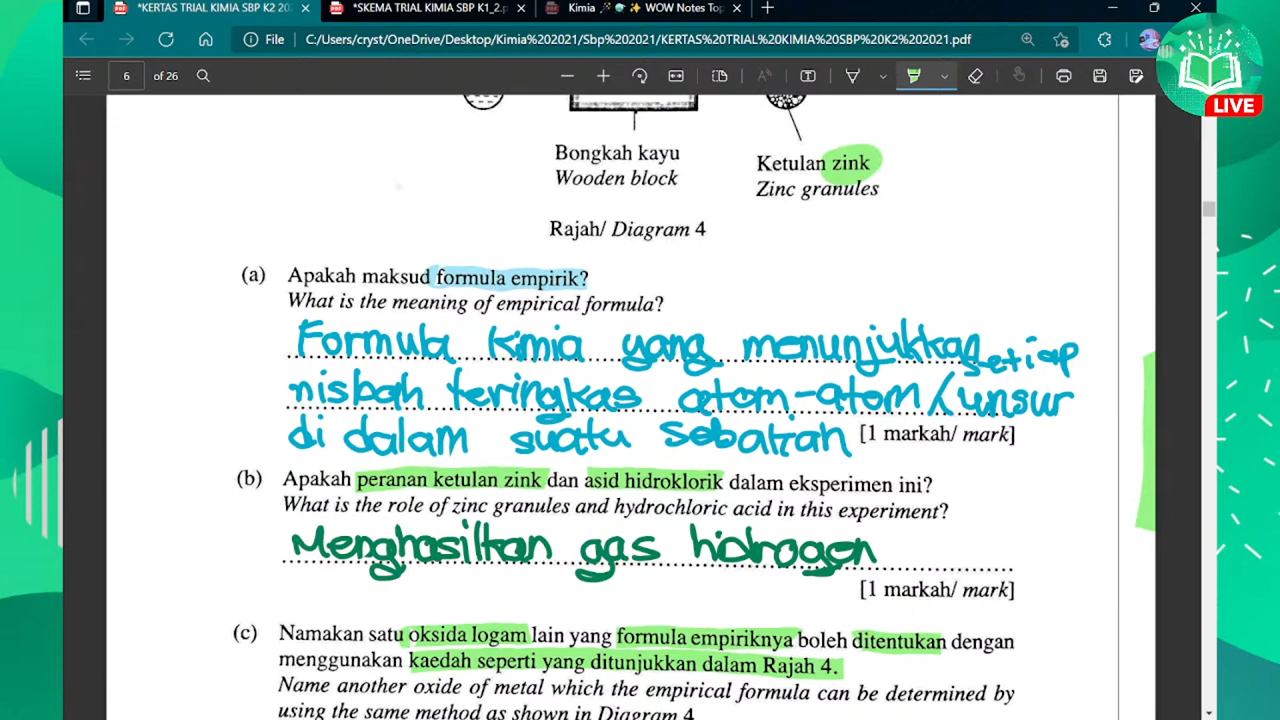 *KERTAS TRIAL KIMIA SBP K2 202
*SKEMA TRIAL KIMIA SBP K1_2.p
Kimia 🪄🎓✨ WOW Notes Top
File C:/Users/cryst/OneDrive/Desktop/Kimia%202021/Sbp%202021/KERTAS%20TRIAL%20KIMIA%20SBP%20K2%202021.pdf
6 of 26
LIVE
Bongkah kayu
Wooden block
Ketulan zink
Zinc granules
Rajah/ Diagram 4
(a) Apakah maksud formula empirik?
What is the meaning of empirical formula?
Formula kimia yang menunjukkan setiap
nisbah teringkas atom-atom / unsur
di dalam suatu sebatian [1 markah/ mark]
(b) Apakah peranan ketulan zink dan asid hidroklorik dalam eksperimen ini?
What is the role of zinc granules and hydrochloric acid in this experiment?
Menghasilkan gas hidrogen
[1 markah/ mark]
(c) Namakan satu oksida logam lain yang formula empiriknya boleh ditentukan dengan
menggunakan kaedah seperti yang ditunjukkan dalam Rajah 4.
Name another oxide of metal which the empirical formula can be determined by
using the same method as shown in Diagram 4